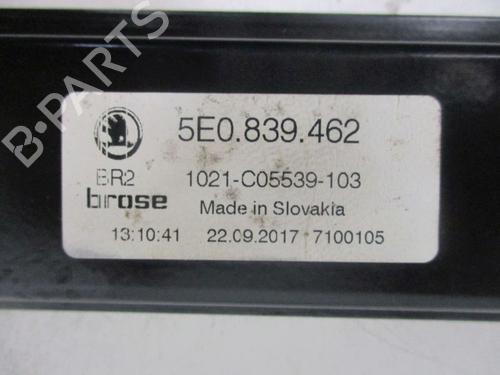 B-PARTS
5E0.839.462
BR2
1021-C05539-103
brose
Made in Slovakia
13:10:41 22.09.2017 7100105